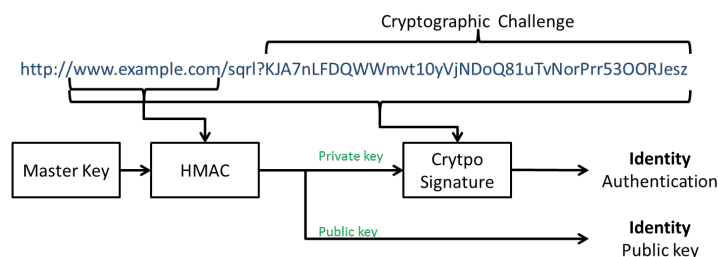 Cryptographic Challenge
http://www.example.com/sqrl?KJA7nLFDQWWmvt10yVjNDoQ81uTvNorPrr53OORJesz
Master Key
HMAC
Private key
Crytpo
Signature
Identity
Authentication
Public key
Identity
Public key